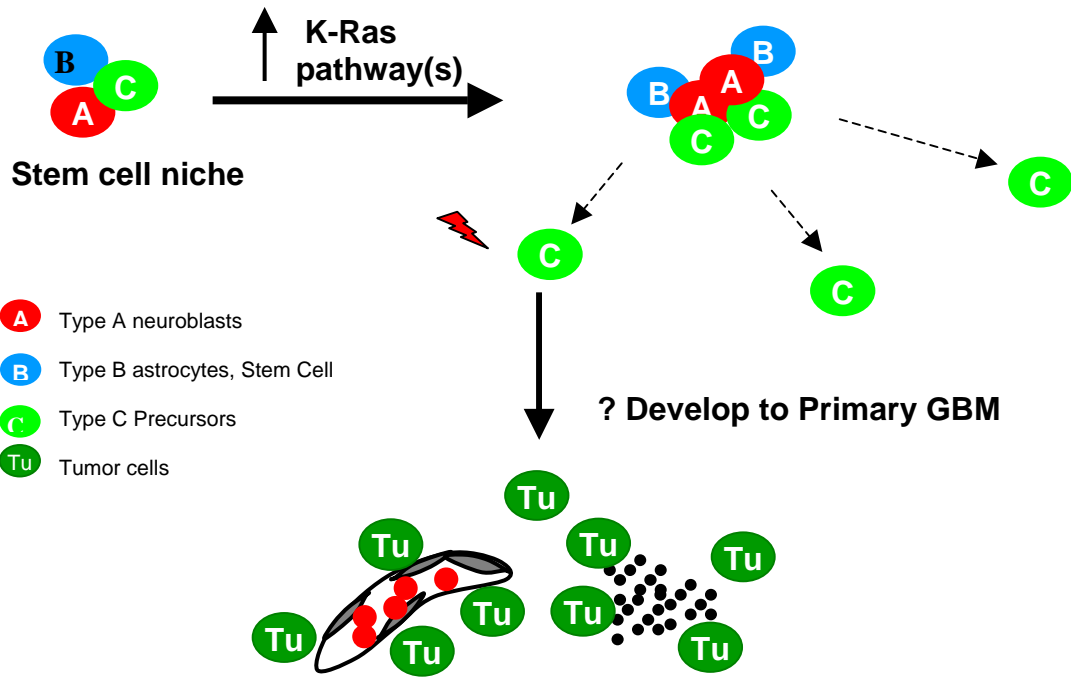 K-Ras
pathway(s)
B
C
A
Stem cell niche
B
A
B
A
C
C
C
C
C
A Type A neuroblasts
B Type B astrocytes, Stem Cell
C Type C Precursors
Tu Tumor cells
? Develop to Primary GBM
Tu
Tu
Tu
Tu
Tu
Tu
Tu
Tu
Tu